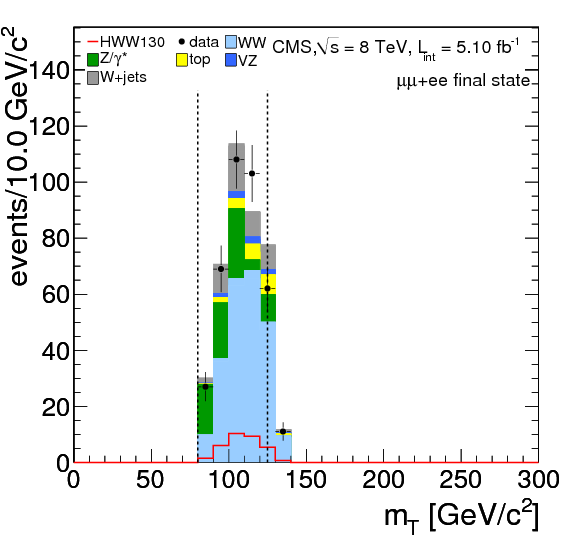 HWW130 data WW CMS,√s = 8 TeV, L_int = 5.10 fb⁻¹
Z/γ* top VZ
W+jets μμ+ee final state
events/10.0 GeV/c²
140
120
100
80
60
40
20
0
0 50 100 150 200 250 300
m_T [GeV/c²]